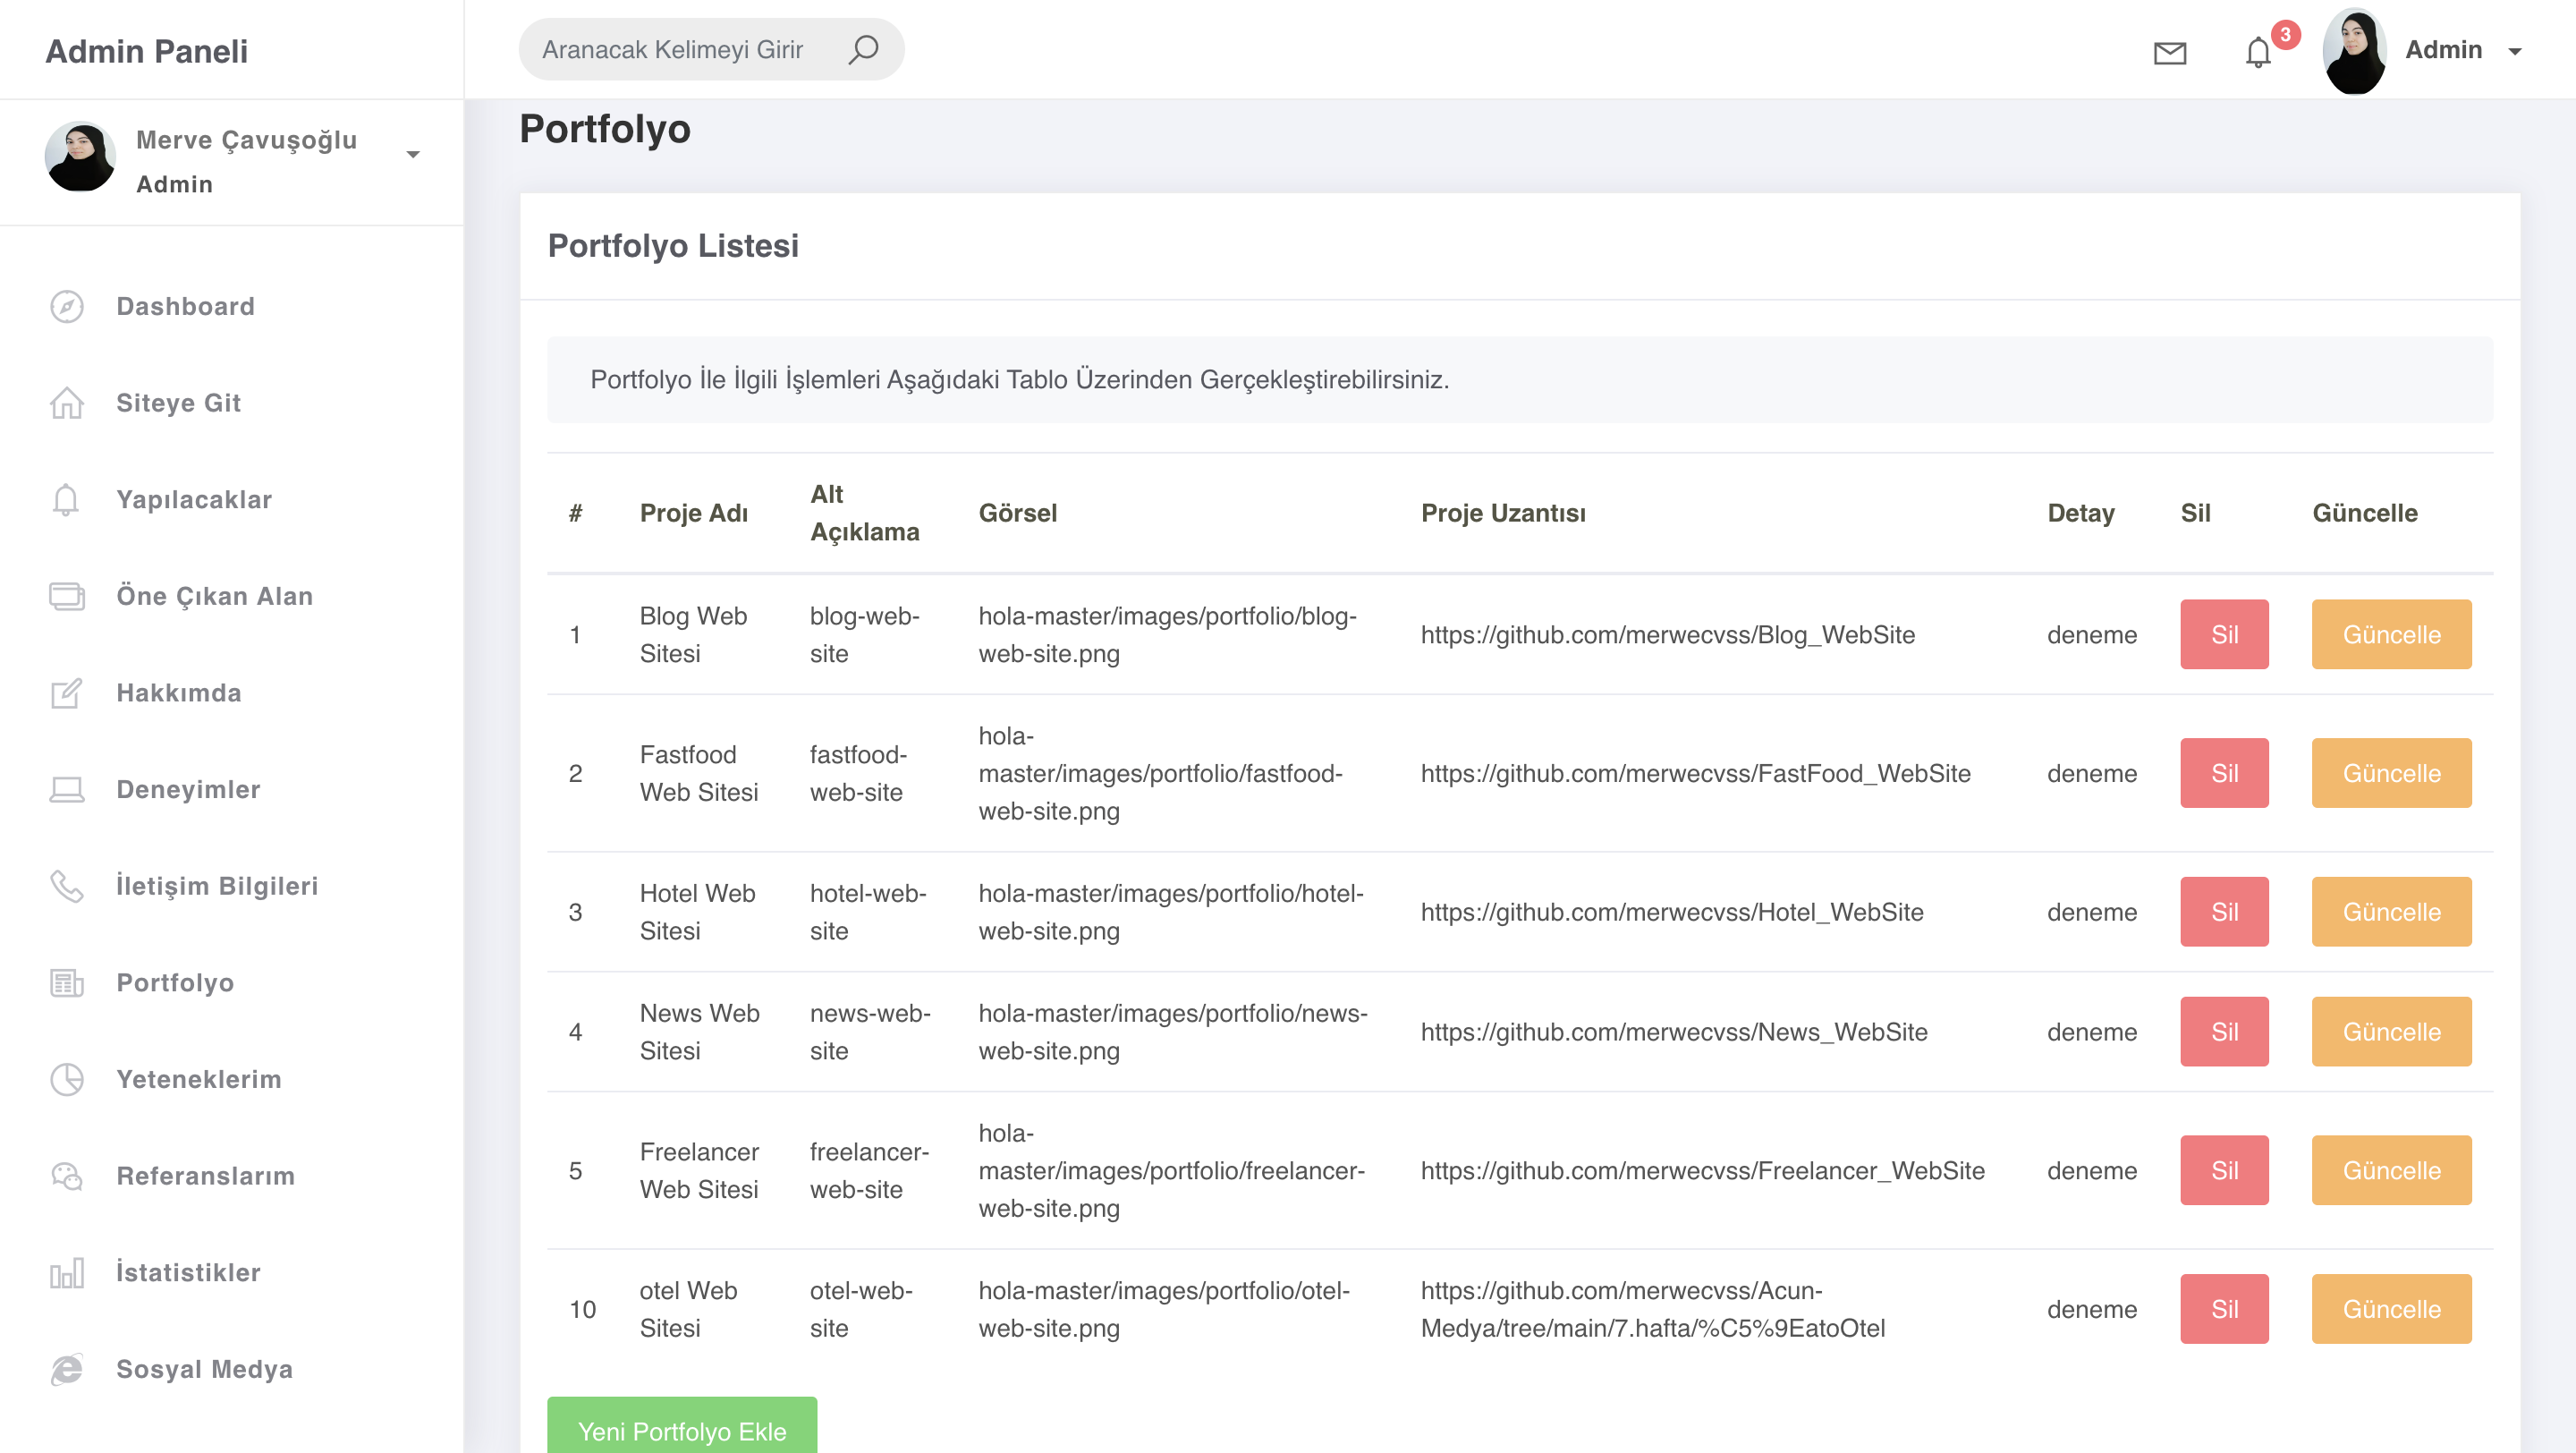 Admin Paneli
Aranacak Kelimeyi Girir
3
Admin
Merve Çavuşoğlu
Admin
Dashboard
Siteye Git
Yapılacaklar
Öne Çıkan Alan
Hakkımda
Deneyimler
İletişim Bilgileri
Portfolyo
Yeteneklerim
Referanslarım
İstatistikler
Sosyal Medya
Portfolyo
Portfolyo Listesi
Portfolyo İle İlgili İşlemleri Aşağıdaki Tablo Üzerinden Gerçekleştirebilirsiniz.
# Proje Adı Alt Açıklama Görsel Proje Uzantısı Detay Sil Güncelle
1 Blog Web Sitesi blog-web-site hola-master/images/portfolio/blog-web-site.png https://github.com/merwecvss/Blog_WebSite deneme Sil Güncelle
2 Fastfood Web Sitesi fastfood-web-site hola-master/images/portfolio/fastfood-web-site.png https://github.com/merwecvss/FastFood_WebSite deneme Sil Güncelle
3 Hotel Web Sitesi hotel-web-site hola-master/images/portfolio/hotel-web-site.png https://github.com/merwecvss/Hotel_WebSite deneme Sil Güncelle
4 News Web Sitesi news-web-site hola-master/images/portfolio/news-web-site.png https://github.com/merwecvss/News_WebSite deneme Sil Güncelle
5 Freelancer Web Sitesi freelancer-web-site hola-master/images/portfolio/freelancer-web-site.png https://github.com/merwecvss/Freelancer_WebSite deneme Sil Güncelle
10 otel Web Sitesi otel-web-site hola-master/images/portfolio/otel-web-site.png https://github.com/merwecvss/Acun-Medya/tree/main/7.hafta/%C5%9EatoOtel deneme Sil Güncelle
Yeni Portfolyo Ekle